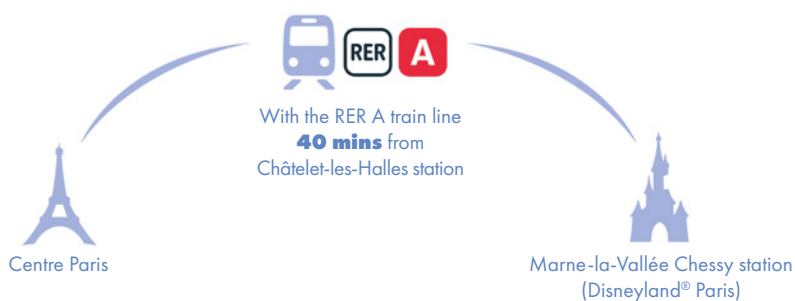 RER A
With the RER A train line
40 mins from
Châtelet-les-Halles station
Centre Paris
Marne-la-Vallée Chessy station
(Disneyland® Paris)